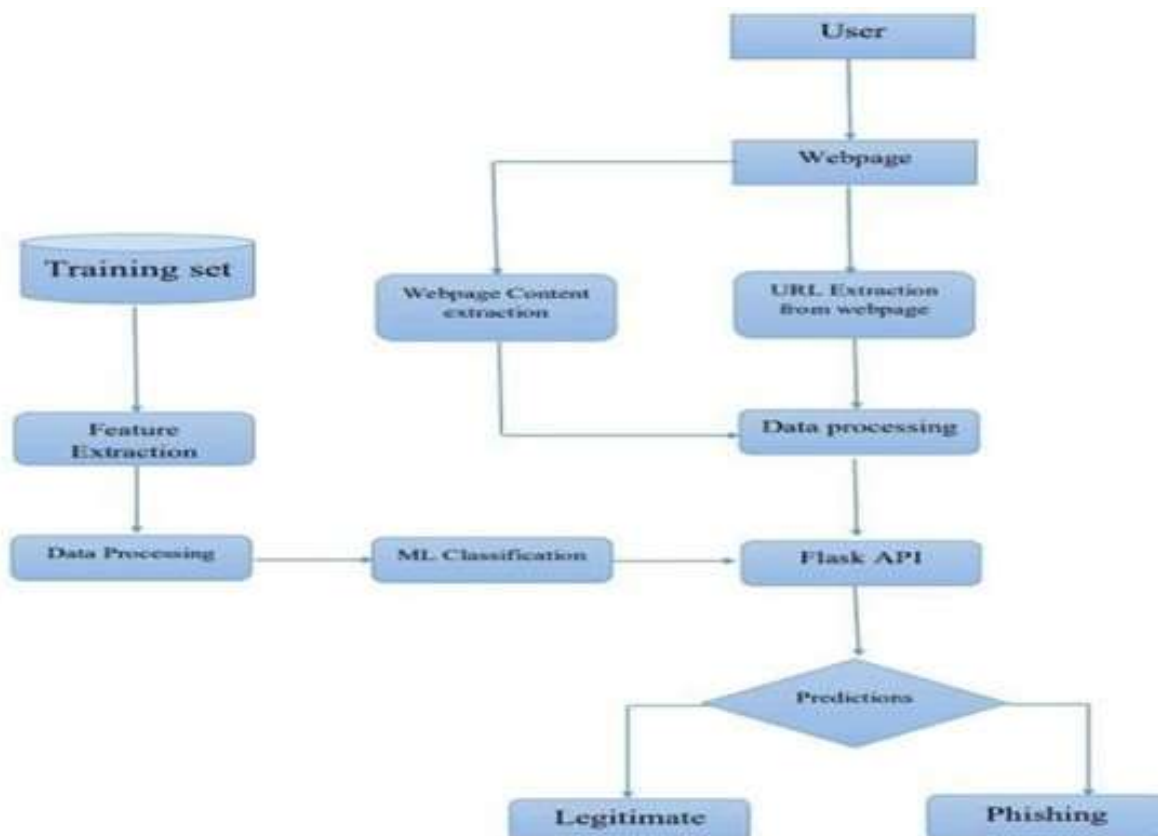 User
Webpage
Training set
Webpage Content
extraction
URL Extraction
from webpage
Feature
Extraction
Data processing
Data Processing
ML Classification
Flask API
Predictions
Legitimate
Phishing